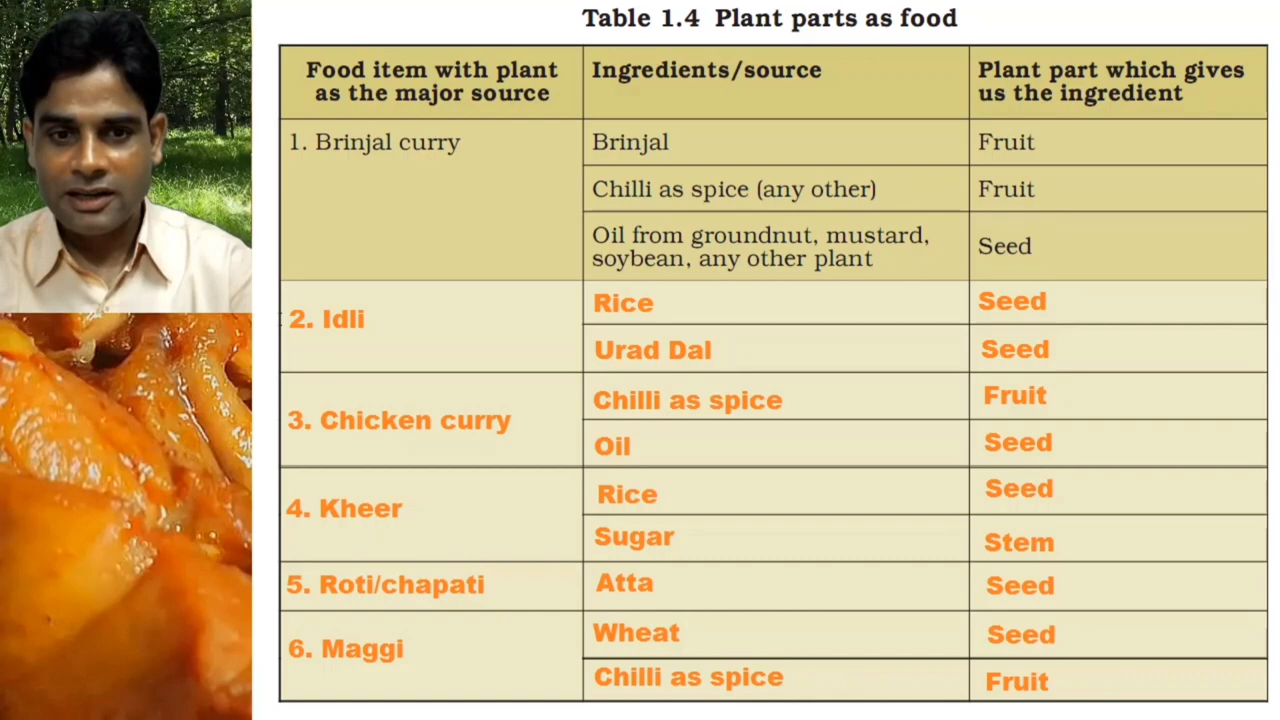 Table 1.4 Plant parts as food
Food item with plant as the major source
Ingredients/source
Plant part which gives us the ingredient
1. Brinjal curry
Brinjal
Fruit
Chilli as spice (any other)
Fruit
Oil from groundnut, mustard,
soybean, any other plant
Seed
2. Idli
Rice
Seed
Urad Dal
Seed
3. Chicken curry
Chilli as spice
Fruit
Oil
Seed
4. Kheer
Rice
Seed
Sugar
Stem
5. Roti/chapati
Atta
Seed
6. Maggi
Wheat
Seed
Chilli as spice
Fruit